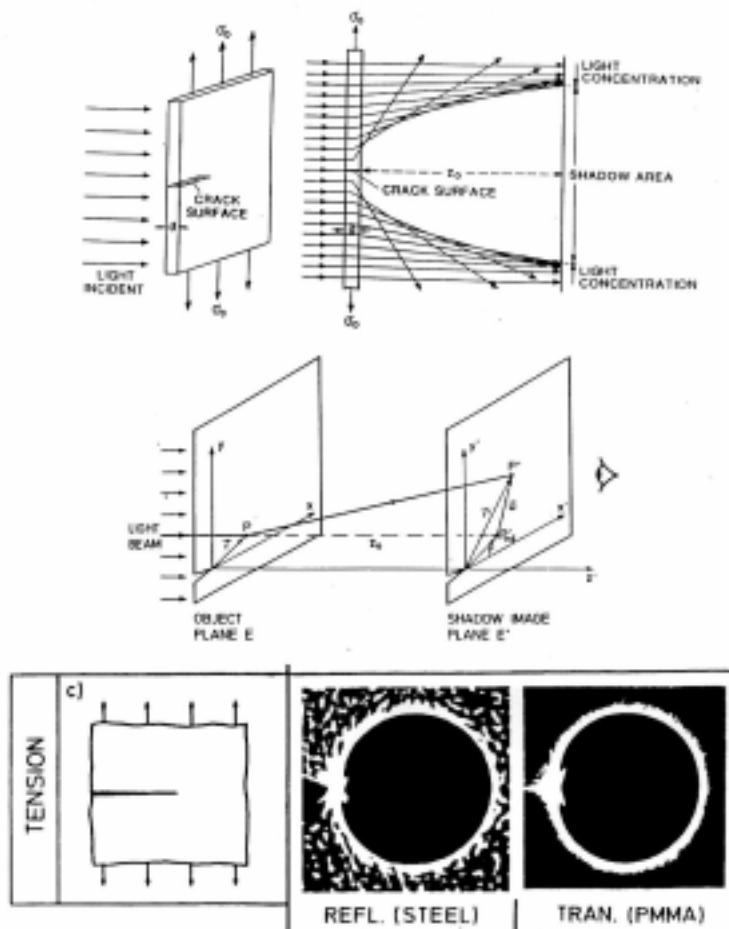 σ₀
σ₀
LIGHT
CONCENTRATION
CRACK
SURFACE
d
LIGHT
INCIDENT
σ₀
z₀
SHADOW AREA
CRACK SURFACE
d
LIGHT
CONCENTRATION
σ₀
y
x
P
r
LIGHT
BEAM
z₀
y'
x'
P'
z
OBJECT
PLANE E
SHADOW IMAGE
PLANE E'
TENSION
c)
REFL. (STEEL)
TRAN. (PMMA)